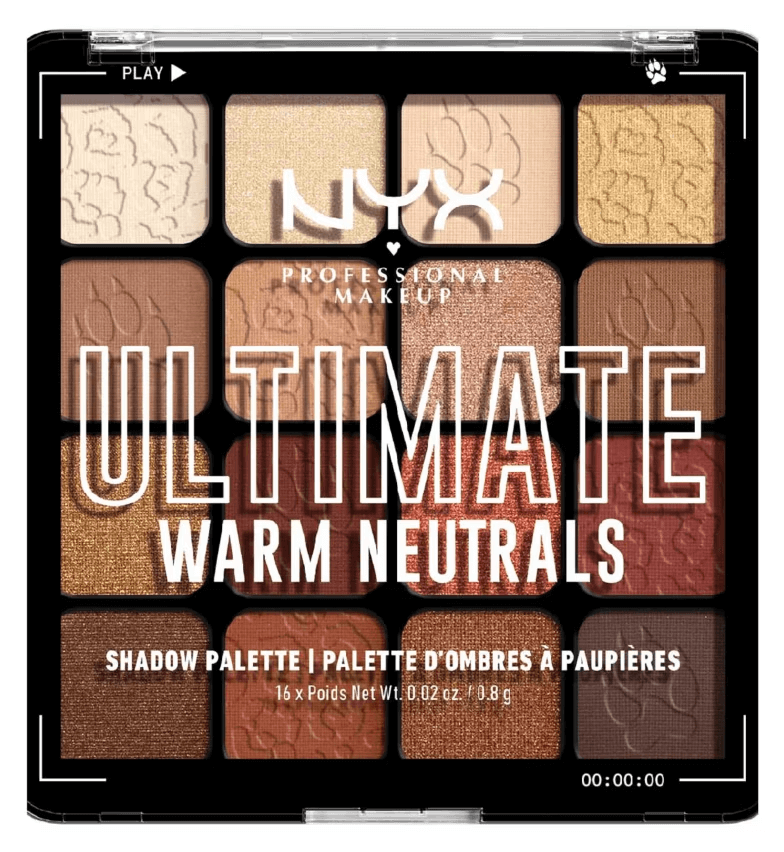 PLAY ▶
NYX
PROFESSIONAL
MAKEUP
ULTIMATE
WARM NEUTRALS
SHADOW PALETTE | PALETTE D'OMBRES À PAUPIÈRES
16 x Poids Net Wt. 0.02 oz. / 0.8 g
00:00:00